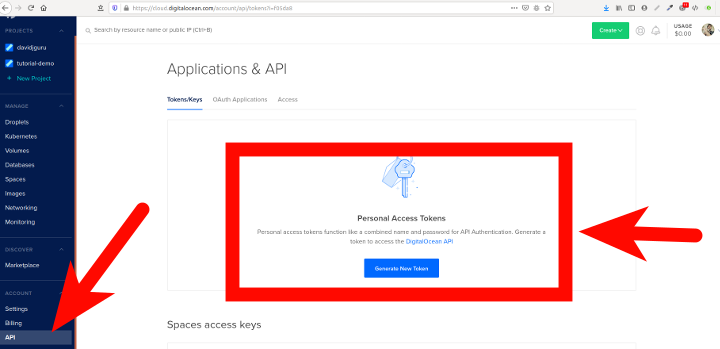 https://cloud.digitalocean.com/account/api/tokens?i=f956d8
PROJECTS
davidjguru
tutorial-demo
+ New Project
MANAGE
Droplets
Kubernetes
Volumes
Databases
Spaces
Images
Networking
Monitoring
DISCOVER
Marketplace
ACCOUNT
Settings
Billing
API
Search by resource name or public IP (Ctrl+B)
Create
USAGE
$0.00
Applications & API
Tokens/Keys OAuth Applications Access
Personal Access Tokens
Personal access tokens function like a combined name and password for API Authentication. Generate a
token to access the DigitalOcean API
Generate New Token
Spaces access keys